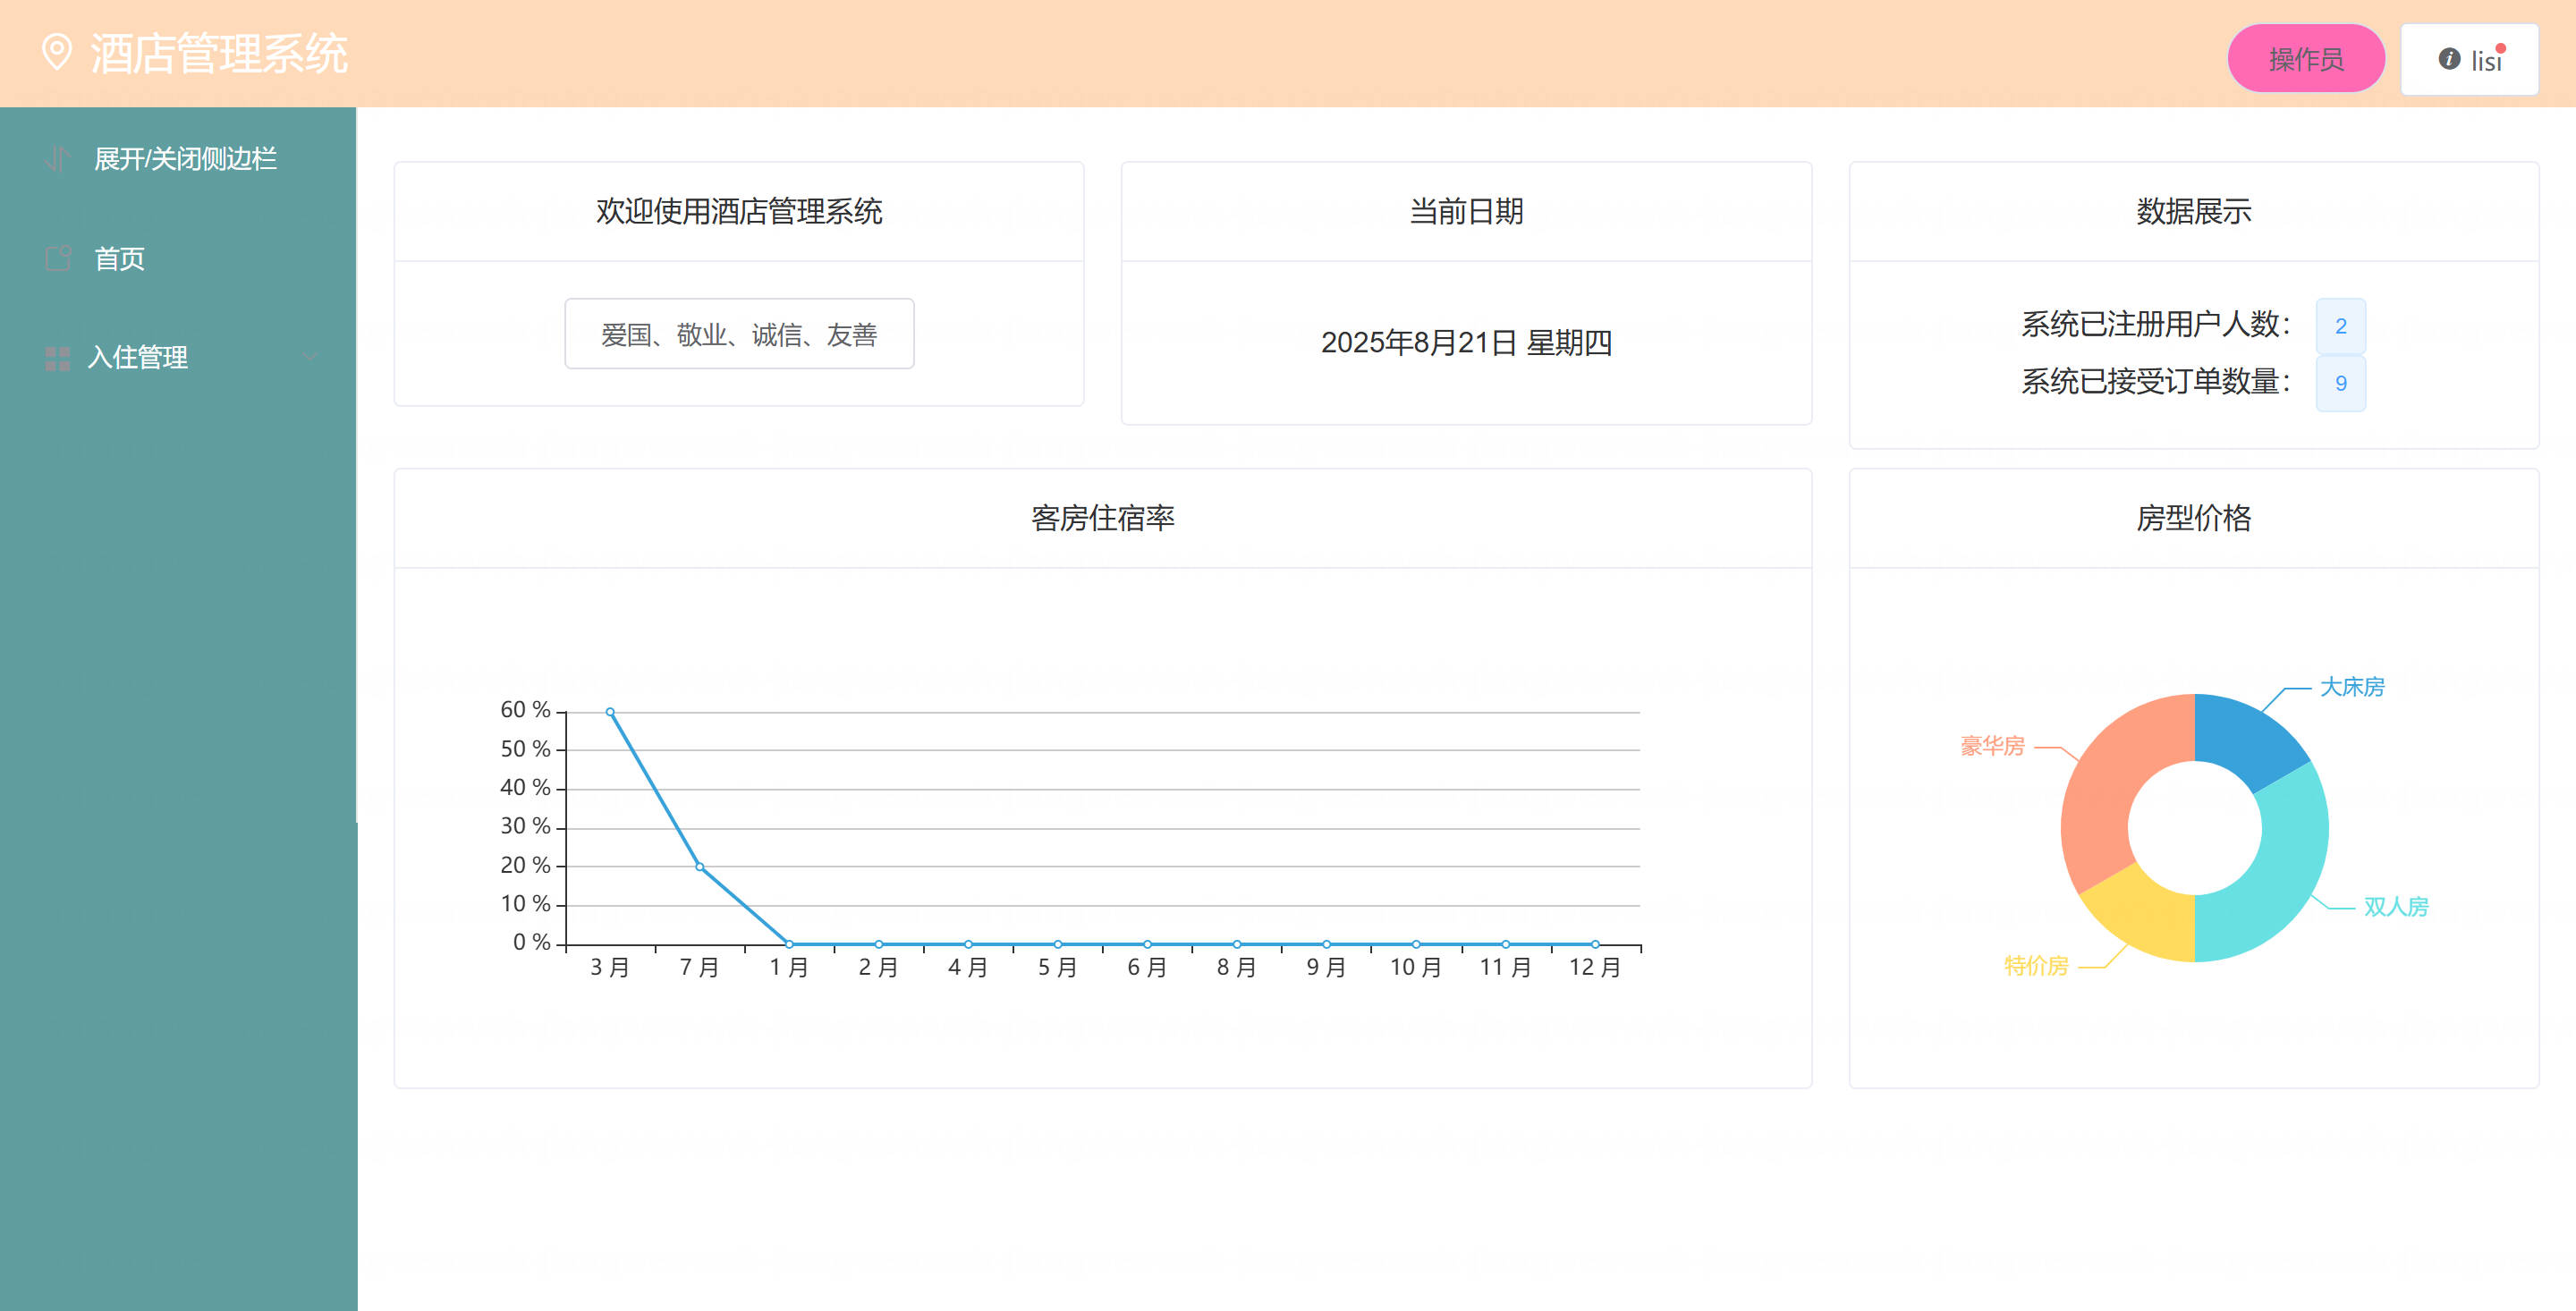 酒店管理系统
操作员
lisi
展开/关闭侧边栏
首页
入住管理
欢迎使用酒店管理系统
爱国、敬业、诚信、友善
当前日期
2025年8月21日 星期四
数据展示
系统已注册用户人数： 2
系统已接受订单数量： 9
客房住宿率
60 %
50 %
40 %
30 %
20 %
10 %
0 %
3 月 7 月 1 月 2 月 4 月 5 月 6 月 8 月 9 月 10 月 11 月 12 月
房型价格
大床房
豪华房
双人房
特价房